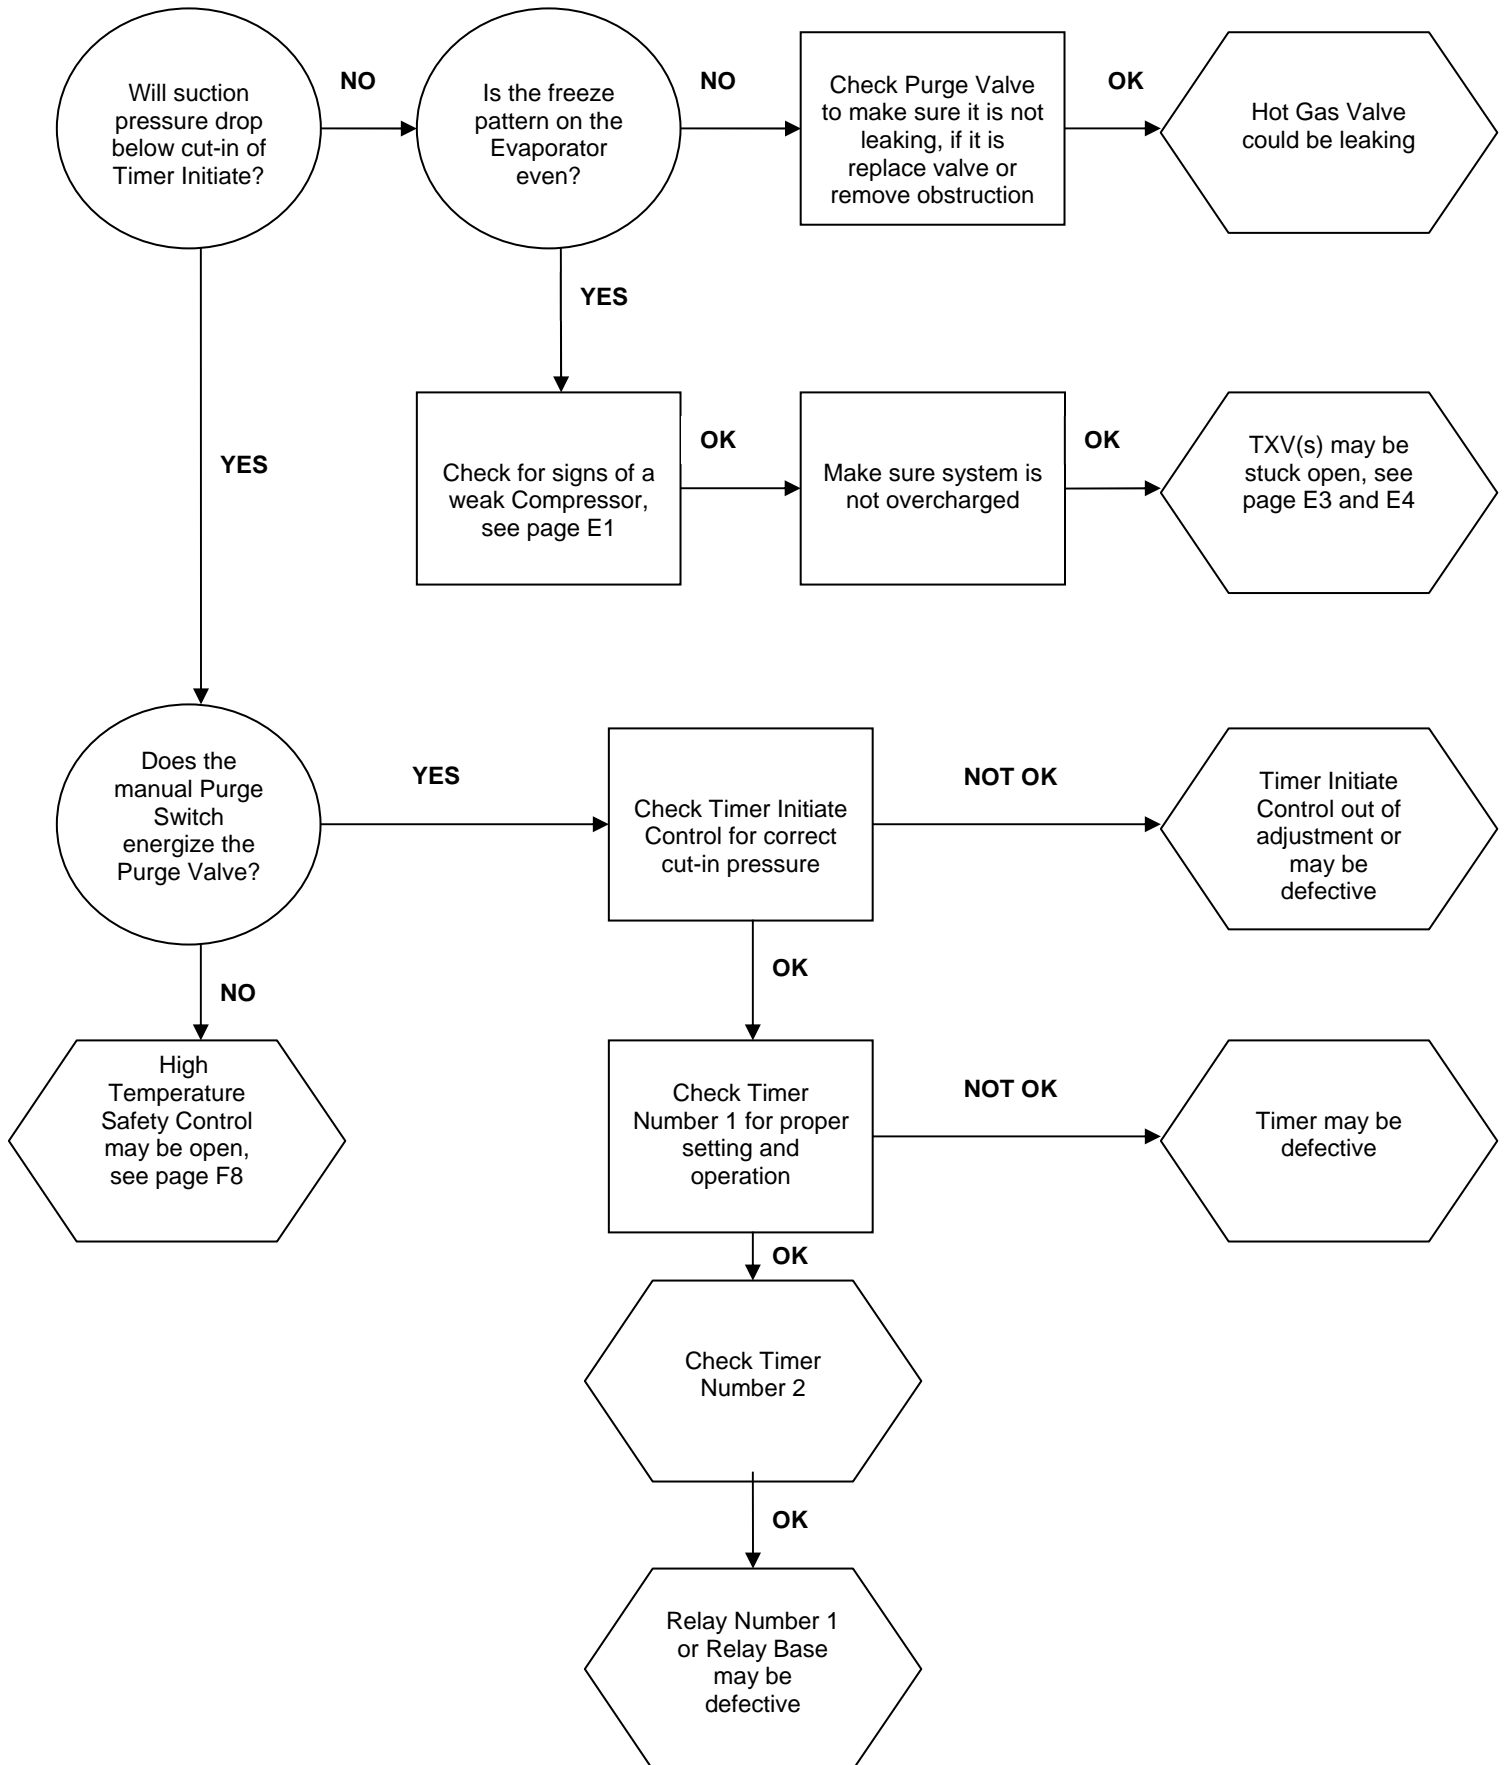 Will suction
pressure drop
below cut-in of
Timer Initiate?
NO
Is the freeze
pattern on the
Evaporator
even?
NO
Check Purge Valve
to make sure it is not
leaking, if it is
replace valve or
remove obstruction
OK
Hot Gas Valve
could be leaking
YES
YES
Check for signs of a
weak Compressor,
see page E1
OK
Make sure system is
not overcharged
OK
TXV(s) may be
stuck open, see
page E3 and E4
Does the
manual Purge
Switch
energize the
Purge Valve?
YES
Check Timer Initiate
Control for correct
cut-in pressure
NOT OK
Timer Initiate
Control out of
adjustment or
may be
defective
NO
OK
High
Temperature
Safety Control
may be open,
see page F8
Check Timer
Number 1 for proper
setting and
operation
NOT OK
Timer may be
defective
OK
Check Timer
Number 2
OK
Relay Number 1
or Relay Base
may be
defective